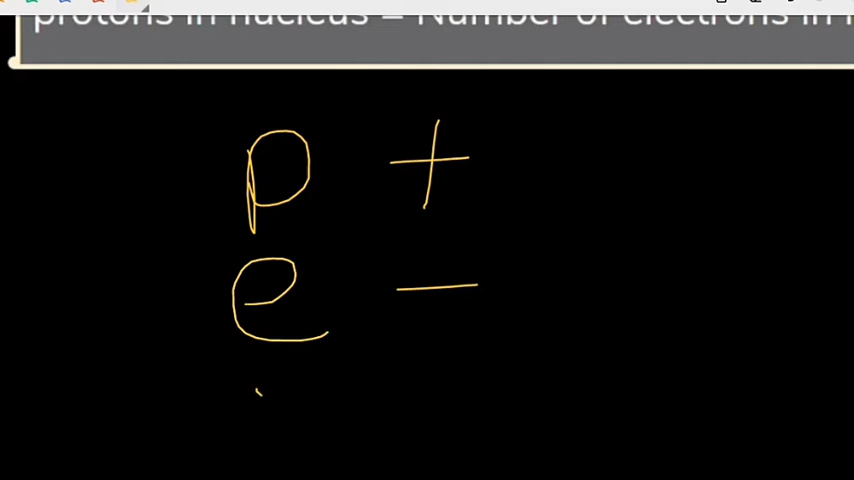 protons in nucleus = Number of electrons in
p +
e −